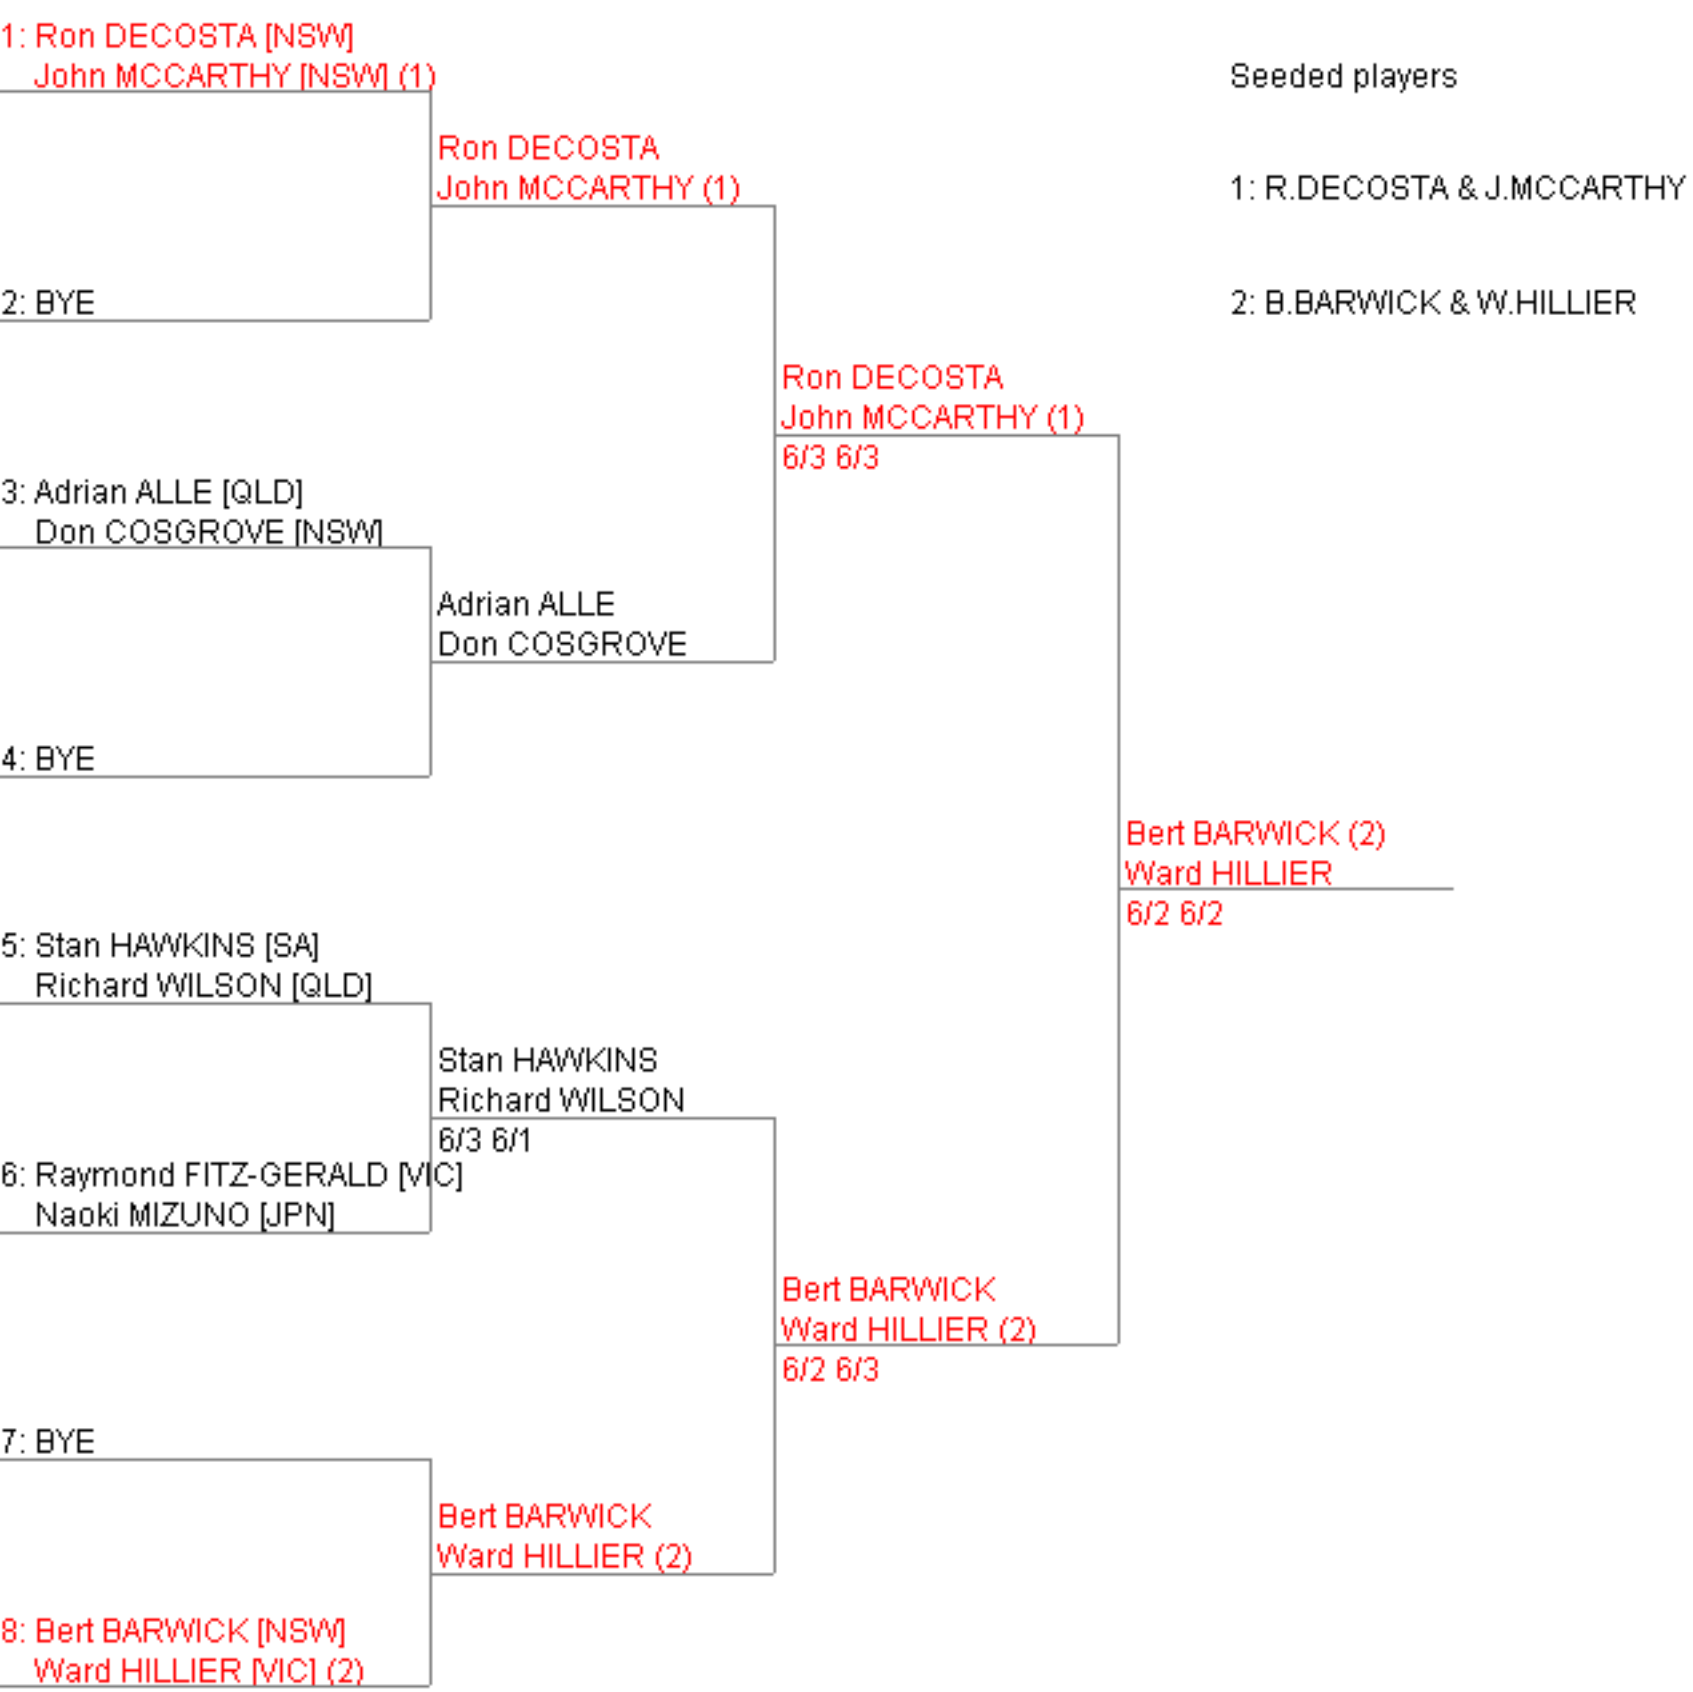 1: Ron DECOSTA [NSW]
John MCCARTHY [NSW] (1)
Seeded players
Ron DECOSTA
John MCCARTHY (1)
1: R.DECOSTA & J.MCCARTHY
2: BYE
2: B.BARWICK & W.HILLIER
Ron DECOSTA
John MCCARTHY (1)
6/3 6/3
3: Adrian ALLE [QLD]
Don COSGROVE [NSW]
Adrian ALLE
Don COSGROVE
4: BYE
Bert BARWICK (2)
Ward HILLIER
6/2 6/2
5: Stan HAWKINS [SA]
Richard WILSON [QLD]
Stan HAWKINS
Richard WILSON
6/3 6/1
6: Raymond FITZ-GERALD [VIC]
Naoki MIZUNO [JPN]
Bert BARWICK
Ward HILLIER (2)
6/2 6/3
7: BYE
Bert BARWICK
Ward HILLIER (2)
8: Bert BARWICK [NSW]
Ward HILLIER [VIC] (2)